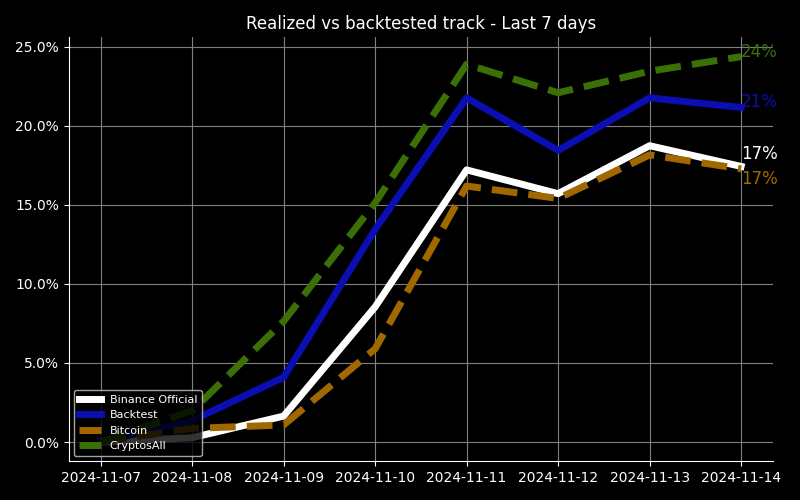 Realized vs backtested track - Last 7 days
25.0%
20.0%
15.0%
10.0%
5.0%
0.0%
24%
21%
17%
17%
Binance Official
Backtest
Bitcoin
CryptosAll
2024-11-07 2024-11-08 2024-11-09 2024-11-10 2024-11-11 2024-11-12 2024-11-13 2024-11-14